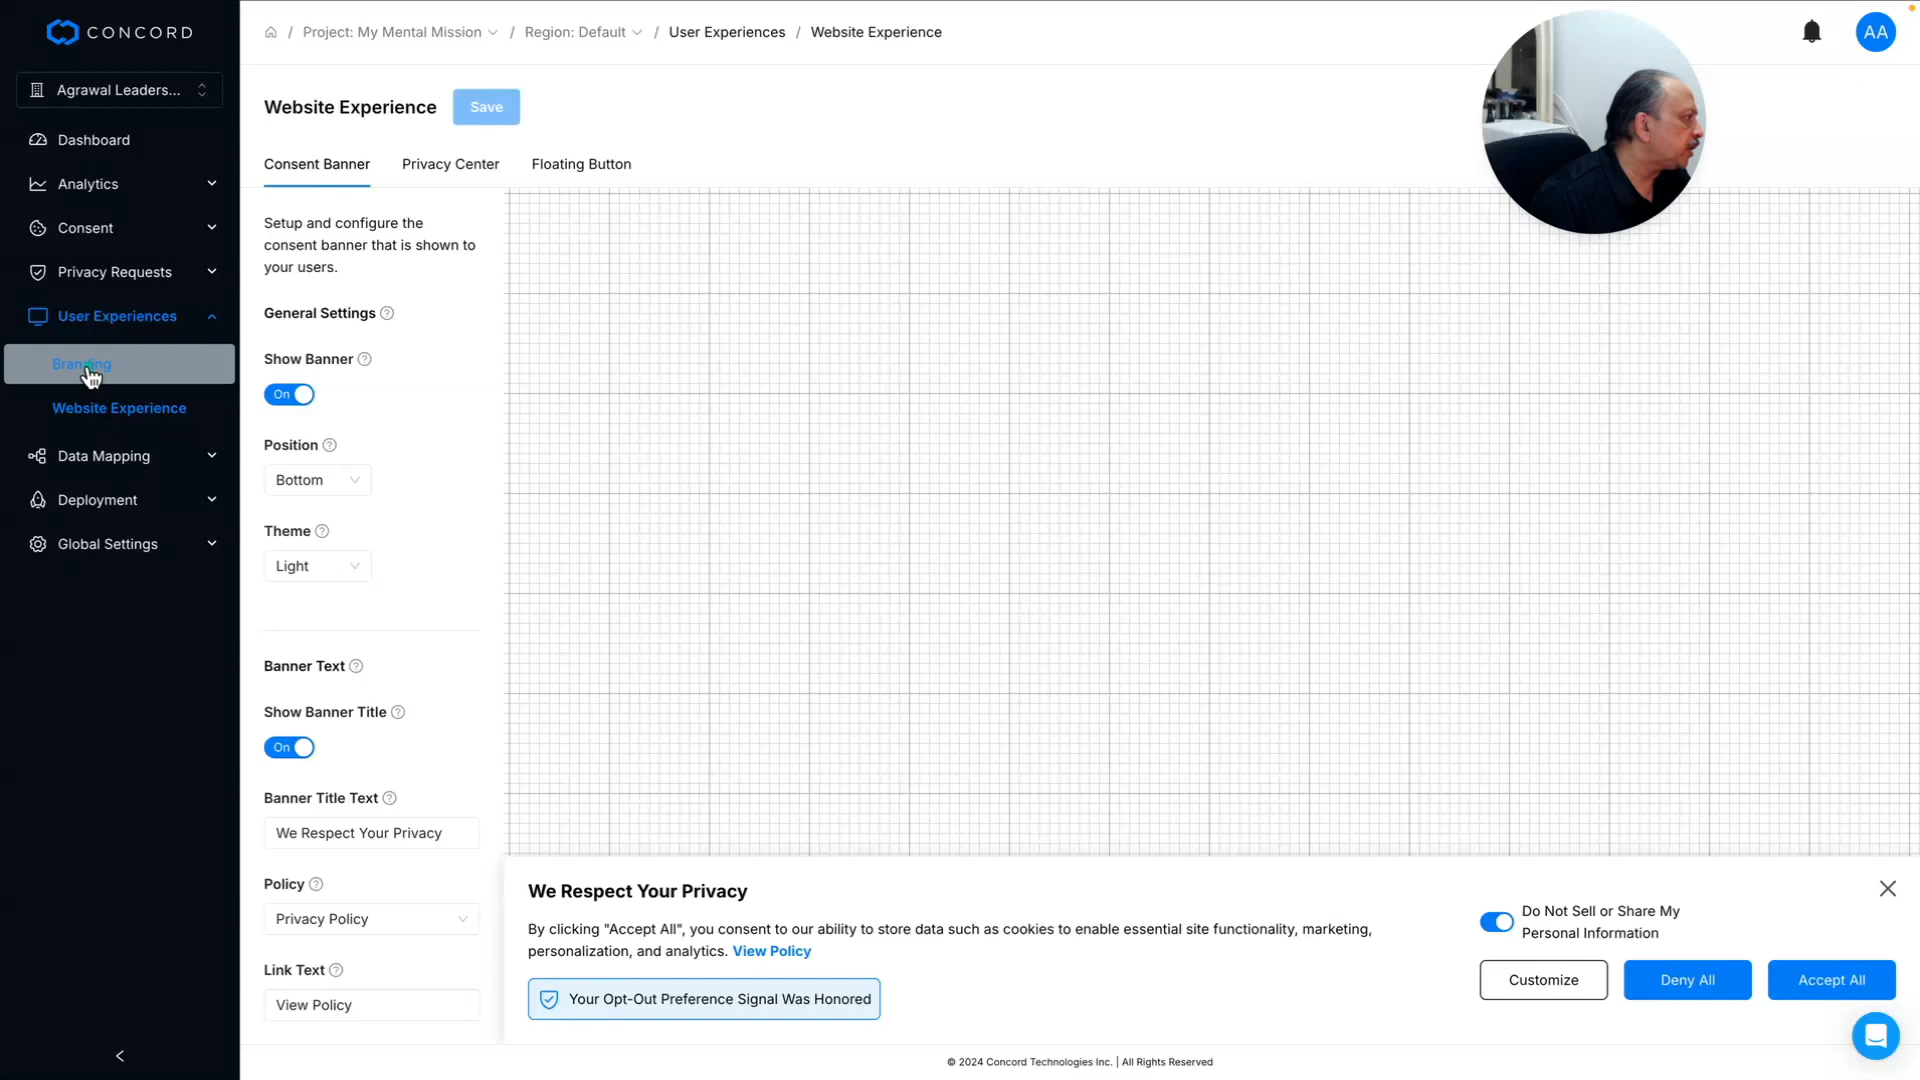 CONCORD
Agrawal Leaders...
Dashboard
Analytics
Consent
Privacy Requests
User Experiences
Branding
Website Experience
Data Mapping
Deployment
Global Settings
/ Project: My Mental Mission / Region: Default / User Experiences / Website Experience
AA
Website Experience
Save
Consent Banner
Privacy Center
Floating Button
Setup and configure the
consent banner that is shown to
your users.
General Settings
Show Banner
On
Position
Bottom
Theme
Light
Banner Text
Show Banner Title
On
Banner Title Text
We Respect Your Privacy
Policy
Privacy Policy
Link Text
View Policy
We Respect Your Privacy
By clicking "Accept All", you consent to our ability to store data such as cookies to enable essential site functionality, marketing,
personalization, and analytics. View Policy
Your Opt-Out Preference Signal Was Honored
Do Not Sell or Share My
Personal Information
Customize
Deny All
Accept All
© 2024 Concord Technologies Inc. | All Rights Reserved